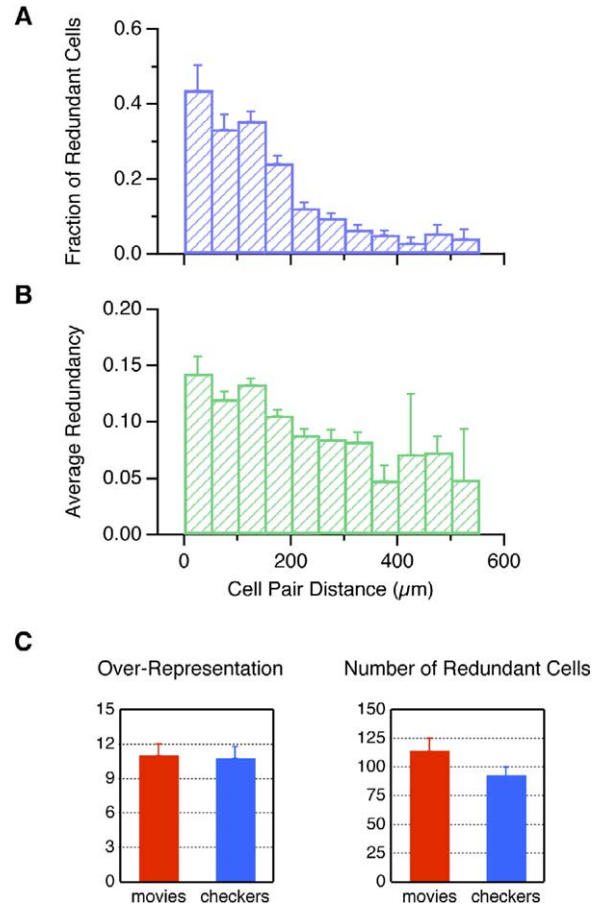 A
Fraction of Redundant Cells
0.6
0.4
0.2
0.0
B
Average Redundancy
0.20
0.15
0.10
0.05
0.00
0 200 400 600
Cell Pair Distance (µm)
C
Over-Representation
15
12
9
6
3
0
movies checkers
Number of Redundant Cells
150
125
100
75
50
25
0
movies checkers